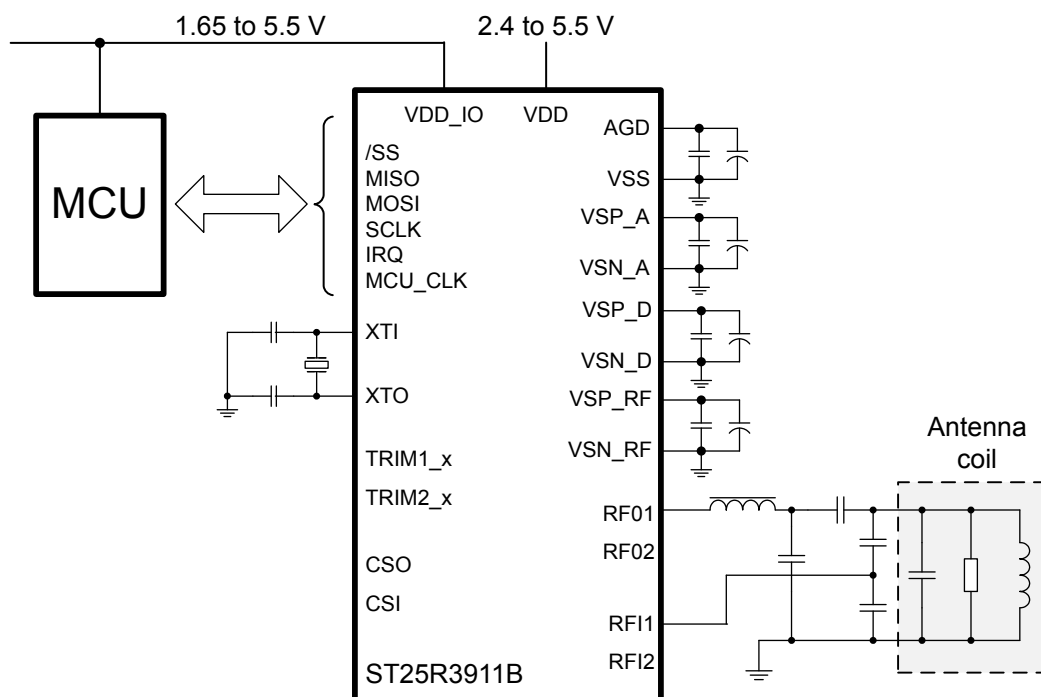 1.65 to 5.5 V
2.4 to 5.5 V
VDD_IO
VDD
MCU
/SS
MISO
MOSI
SCLK
IRQ
MCU_CLK
XTI
XTO
TRIM1_x
TRIM2_x
CSO
CSI
ST25R3911B
AGD
VSS
VSP_A
VSN_A
VSP_D
VSN_D
VSP_RF
VSN_RF
RF01
RF02
RFI1
RFI2
Antenna
coil